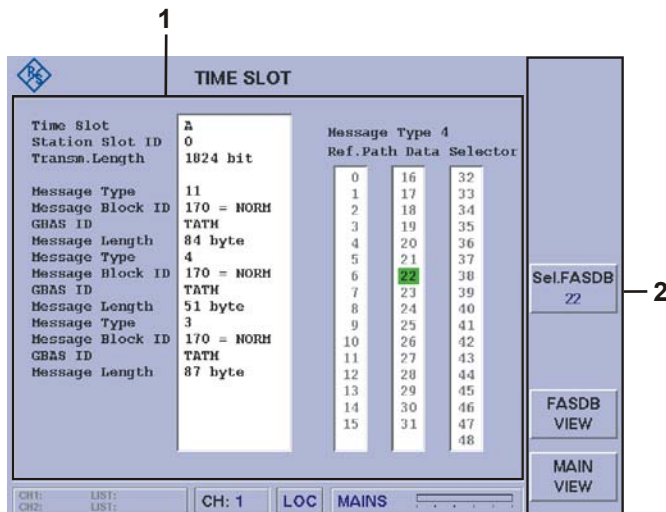 1
R&S
TIME SLOT
Time Slot A
Station Slot ID 0
Transm.Length 1824 bit
Message Type 11
Message Block ID 170 = NORM
GBAS ID TATH
Message Length 84 byte
Message Type 4
Message Block ID 170 = NORM
GBAS ID TATH
Message Length 51 byte
Message Type 3
Message Block ID 170 = NORM
GBAS ID TATH
Message Length 87 byte
Message Type 4
Ref.Path Data Selector
0 16 32
1 17 33
2 18 34
3 19 35
4 20 36
5 21 37
6 22 38
7 23 39
8 24 40
9 25 41
10 26 42
11 27 43
12 28 44
13 29 45
14 30 46
15 31 47
48
Sel.FASDB
22
2
FASDB
VIEW
MAIN
VIEW
CH1: LIST:
CH2: LIST:
CH: 1 LOC MAINS